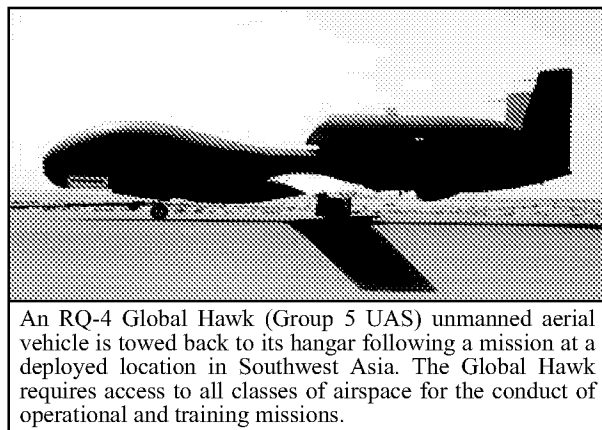 An RQ-4 Global Hawk (Group 5 UAS) unmanned aerial
vehicle is towed back to its hangar following a mission at a
deployed location in Southwest Asia. The Global Hawk
requires access to all classes of airspace for the conduct of
operational and training missions.